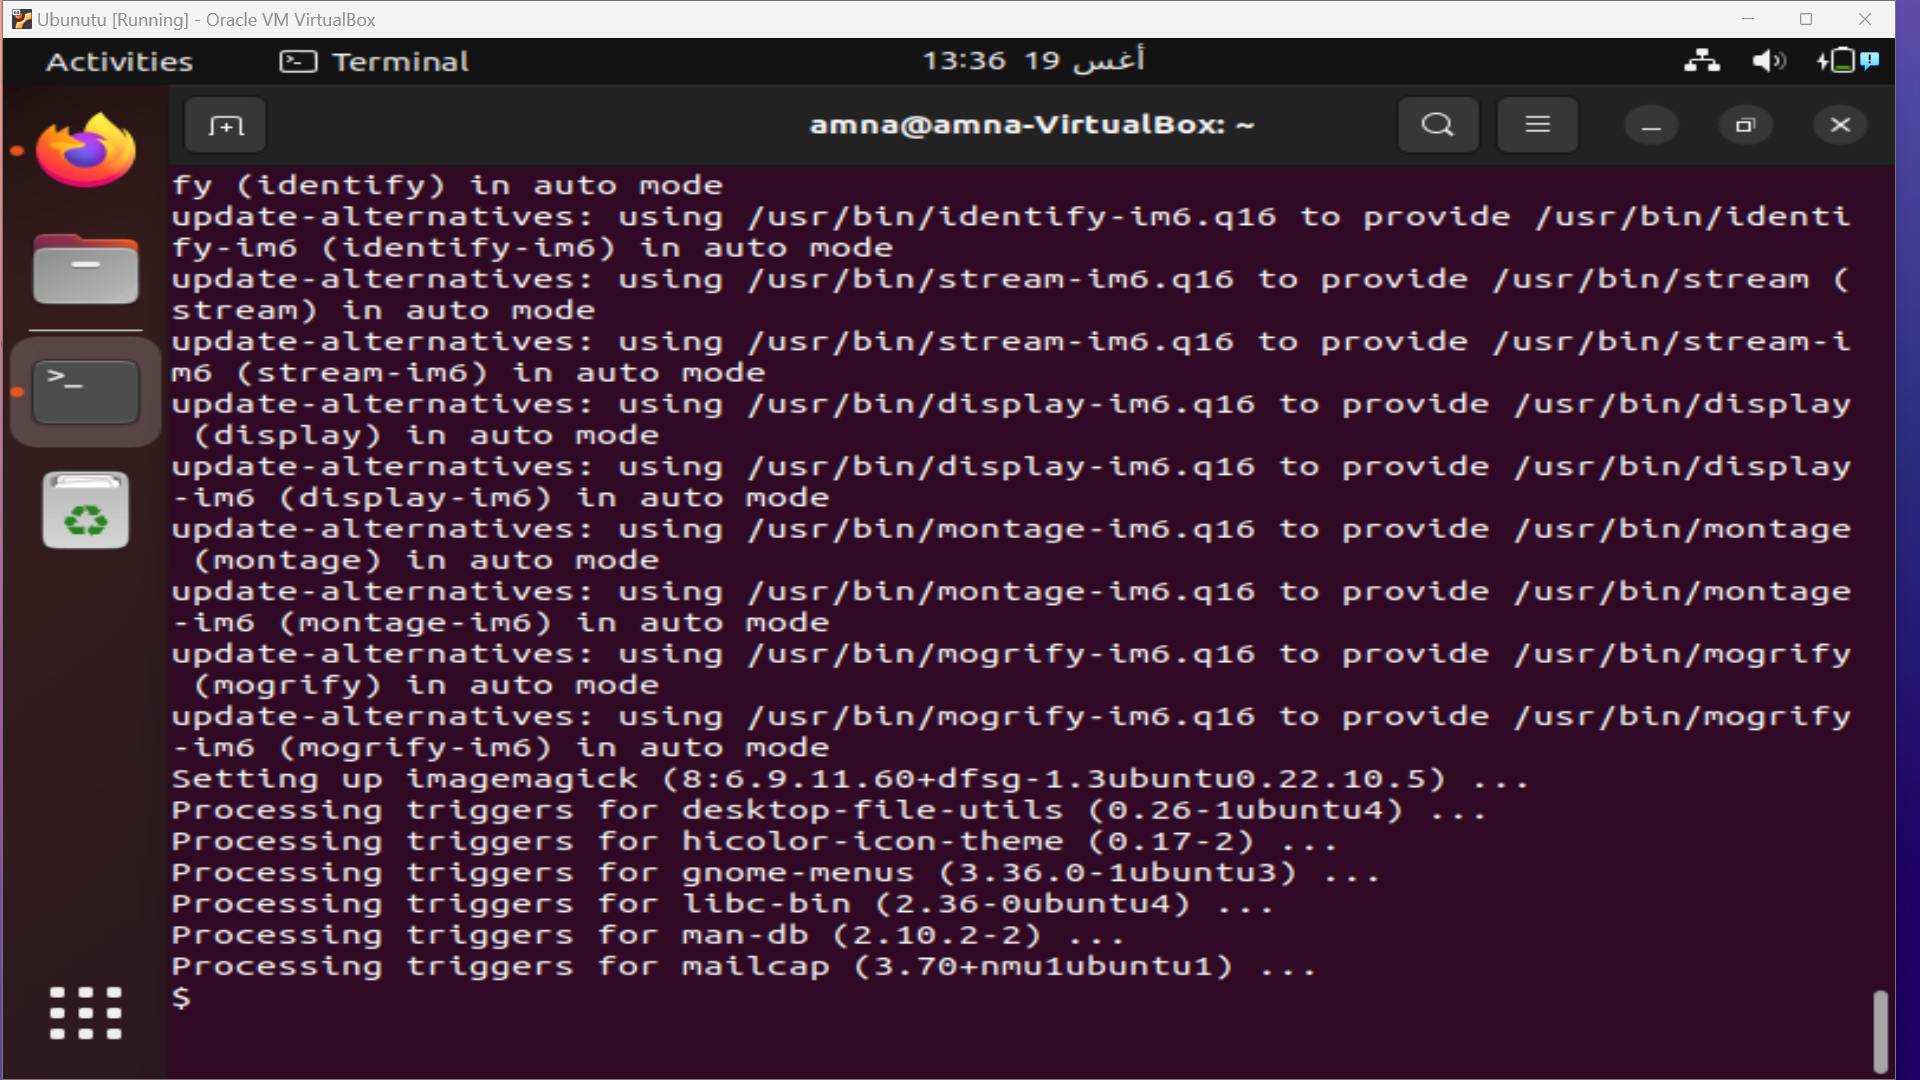 Ubunutu [Running] - Oracle VM VirtualBox
Activities
Terminal
13:36 19 أغس
amna@amna-VirtualBox: ~
fy (identify) in auto mode
update-alternatives: using /usr/bin/identify-im6.q16 to provide /usr/bin/identi
fy-im6 (identify-im6) in auto mode
update-alternatives: using /usr/bin/stream-im6.q16 to provide /usr/bin/stream (
stream) in auto mode
update-alternatives: using /usr/bin/stream-im6.q16 to provide /usr/bin/stream-i
m6 (stream-im6) in auto mode
update-alternatives: using /usr/bin/display-im6.q16 to provide /usr/bin/display
 (display) in auto mode
update-alternatives: using /usr/bin/display-im6.q16 to provide /usr/bin/display
-im6 (display-im6) in auto mode
update-alternatives: using /usr/bin/montage-im6.q16 to provide /usr/bin/montage
 (montage) in auto mode
update-alternatives: using /usr/bin/montage-im6.q16 to provide /usr/bin/montage
-im6 (montage-im6) in auto mode
update-alternatives: using /usr/bin/mogrify-im6.q16 to provide /usr/bin/mogrify
 (mogrify) in auto mode
update-alternatives: using /usr/bin/mogrify-im6.q16 to provide /usr/bin/mogrify
-im6 (mogrify-im6) in auto mode
Setting up imagemagick (8:6.9.11.60+dfsg-1.3ubuntu0.22.10.5) ...
Processing triggers for desktop-file-utils (0.26-1ubuntu4) ...
Processing triggers for hicolor-icon-theme (0.17-2) ...
Processing triggers for gnome-menus (3.36.0-1ubuntu3) ...
Processing triggers for libc-bin (2.36-0ubuntu4) ...
Processing triggers for man-db (2.10.2-2) ...
Processing triggers for mailcap (3.70+nmu1ubuntu1) ...
$